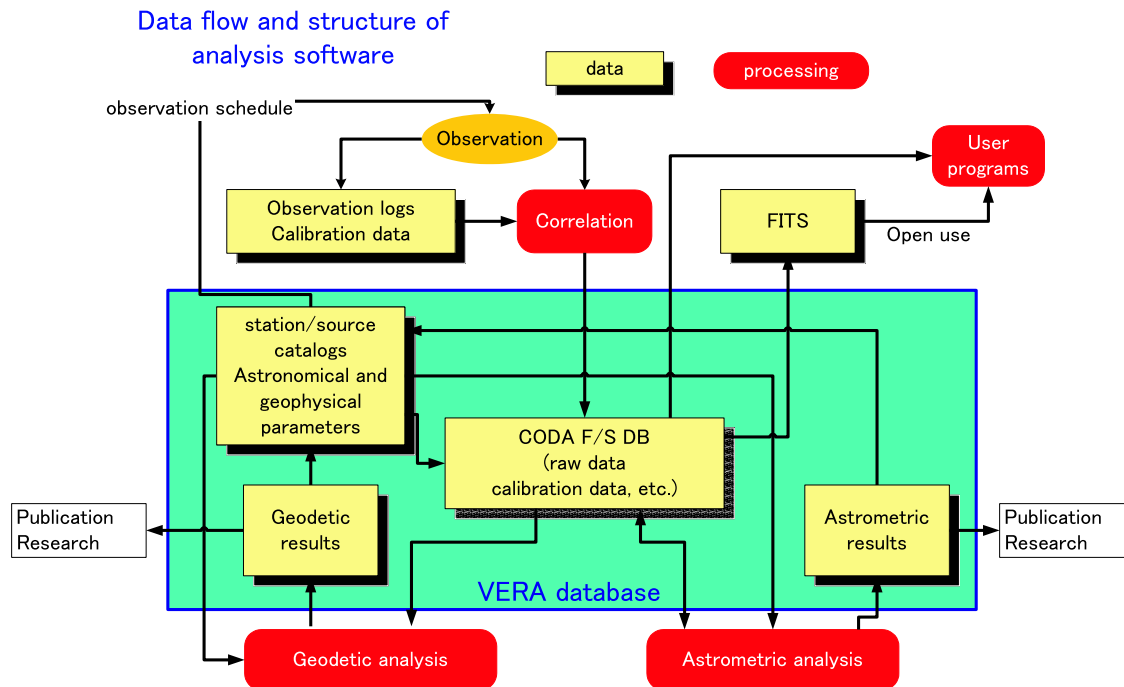 Data flow and structure of
analysis software
data
processing
observation schedule
Observation
User
programs
Observation logs
Calibration data
Correlation
FITS
Open use
station/source
catalogs
Astronomical and
geophysical
parameters
CODA F/S DB
(raw data
calibration data, etc.)
Publication
Research
Geodetic
results
Astrometric
results
Publication
Research
VERA database
Geodetic analysis
Astrometric analysis